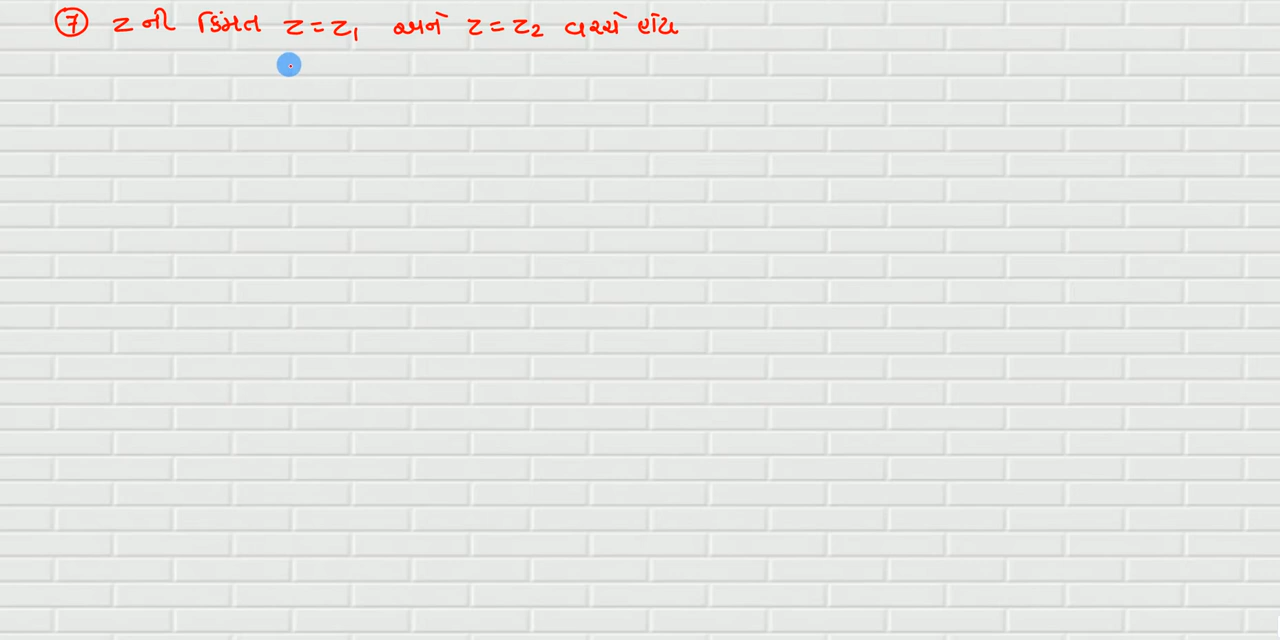 ⑦ Z ની કિંમત Z = Z₁ અને Z = Z₂ વચ્ચે હોય